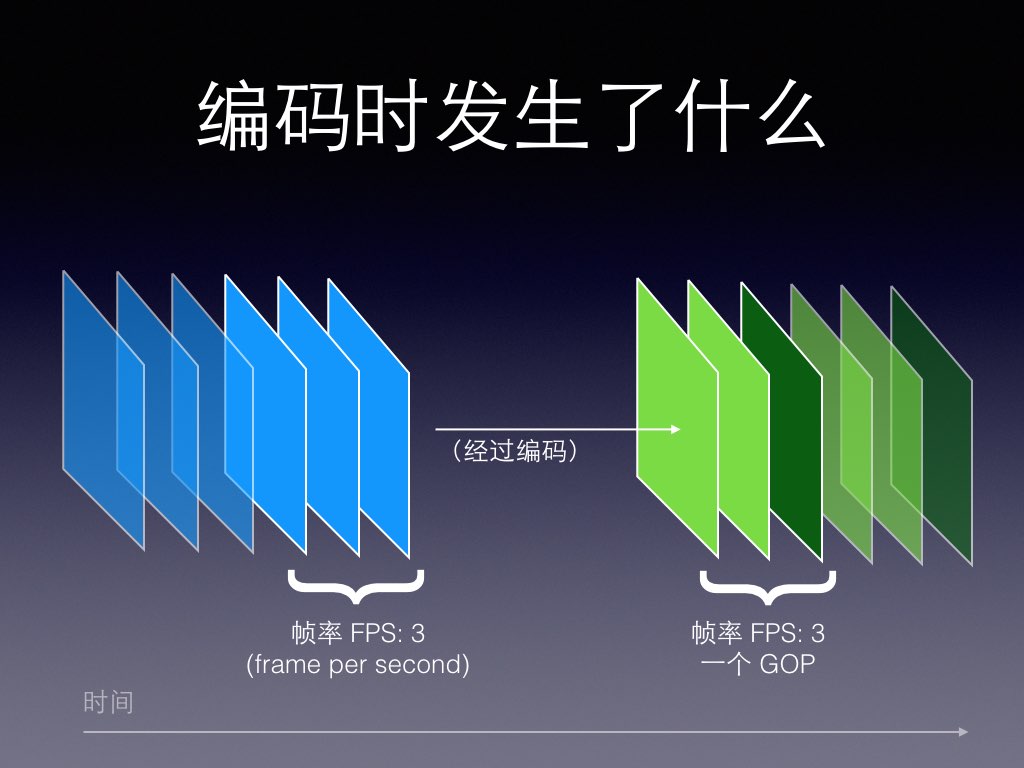 编码时发生了什么
（经过编码）
帧率 FPS: 3
(frame per second)
帧率 FPS: 3
一个 GOP
时间